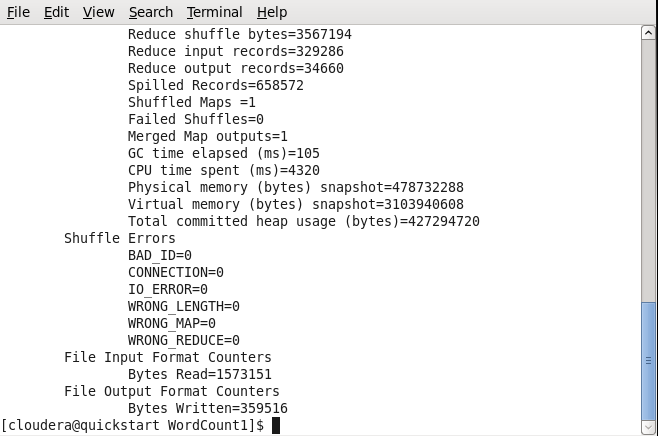 File Edit View Search Terminal Help
Reduce shuffle bytes=3567194
Reduce input records=329286
Reduce output records=34660
Spilled Records=658572
Shuffled Maps =1
Failed Shuffles=0
Merged Map outputs=1
GC time elapsed (ms)=105
CPU time spent (ms)=4320
Physical memory (bytes) snapshot=478732288
Virtual memory (bytes) snapshot=3103940608
Total committed heap usage (bytes)=427294720
Shuffle Errors
BAD_ID=0
CONNECTION=0
IO_ERROR=0
WRONG_LENGTH=0
WRONG_MAP=0
WRONG_REDUCE=0
File Input Format Counters
Bytes Read=1573151
File Output Format Counters
Bytes Written=359516
[cloudera@quickstart WordCount1]$